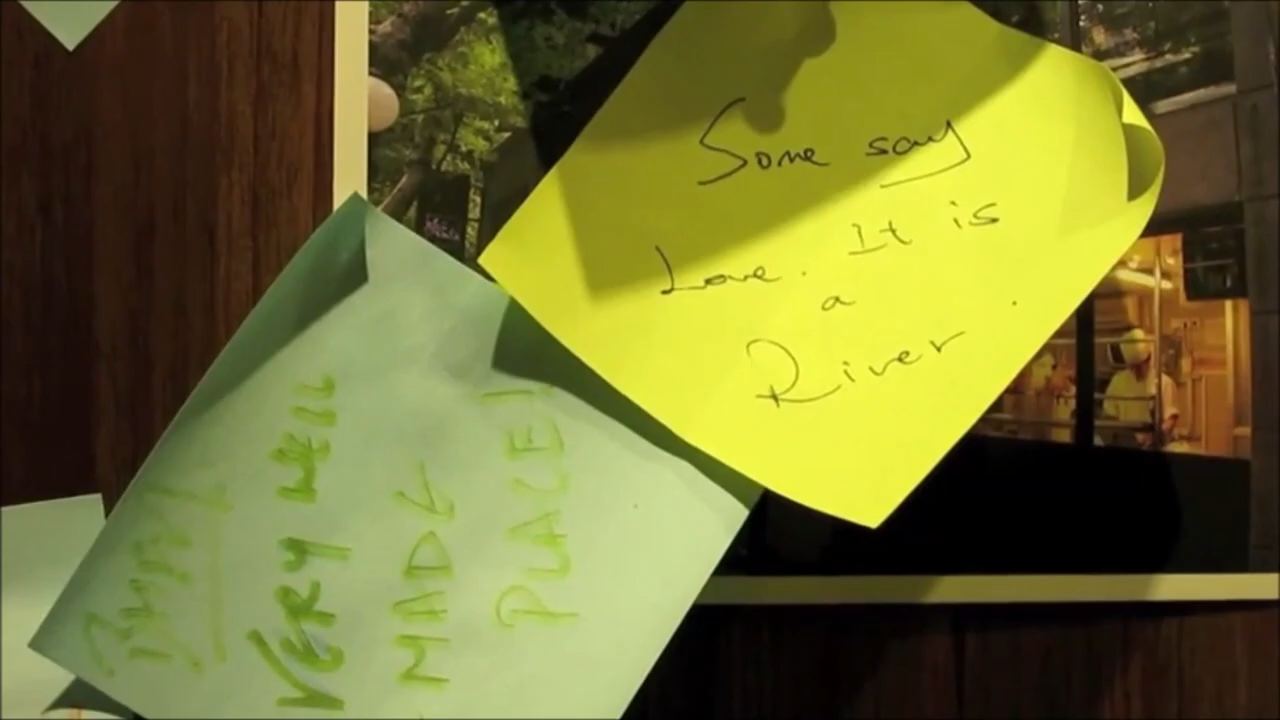 Some say
Love. It is
a
River.
VERY WELL
MADE
PLACE!